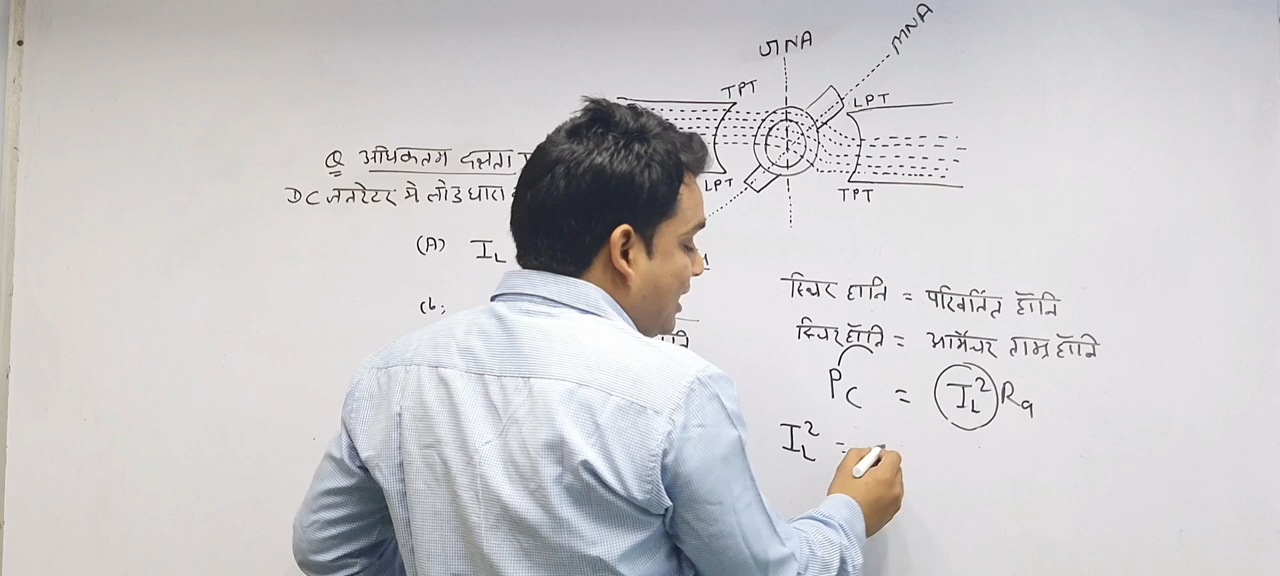 GNA
MNA
TPT
LPT
LPT
TPT
Q अधिकतम दक्षता
DC जनरेटर मे लोड धारा
(A) IL
(b)
स्थिर हानि = परिवर्तित हॉनि
स्थिर हॉनि = आर्मेचर ताम्र हॉनि
PC = IL² Ra
IL² =